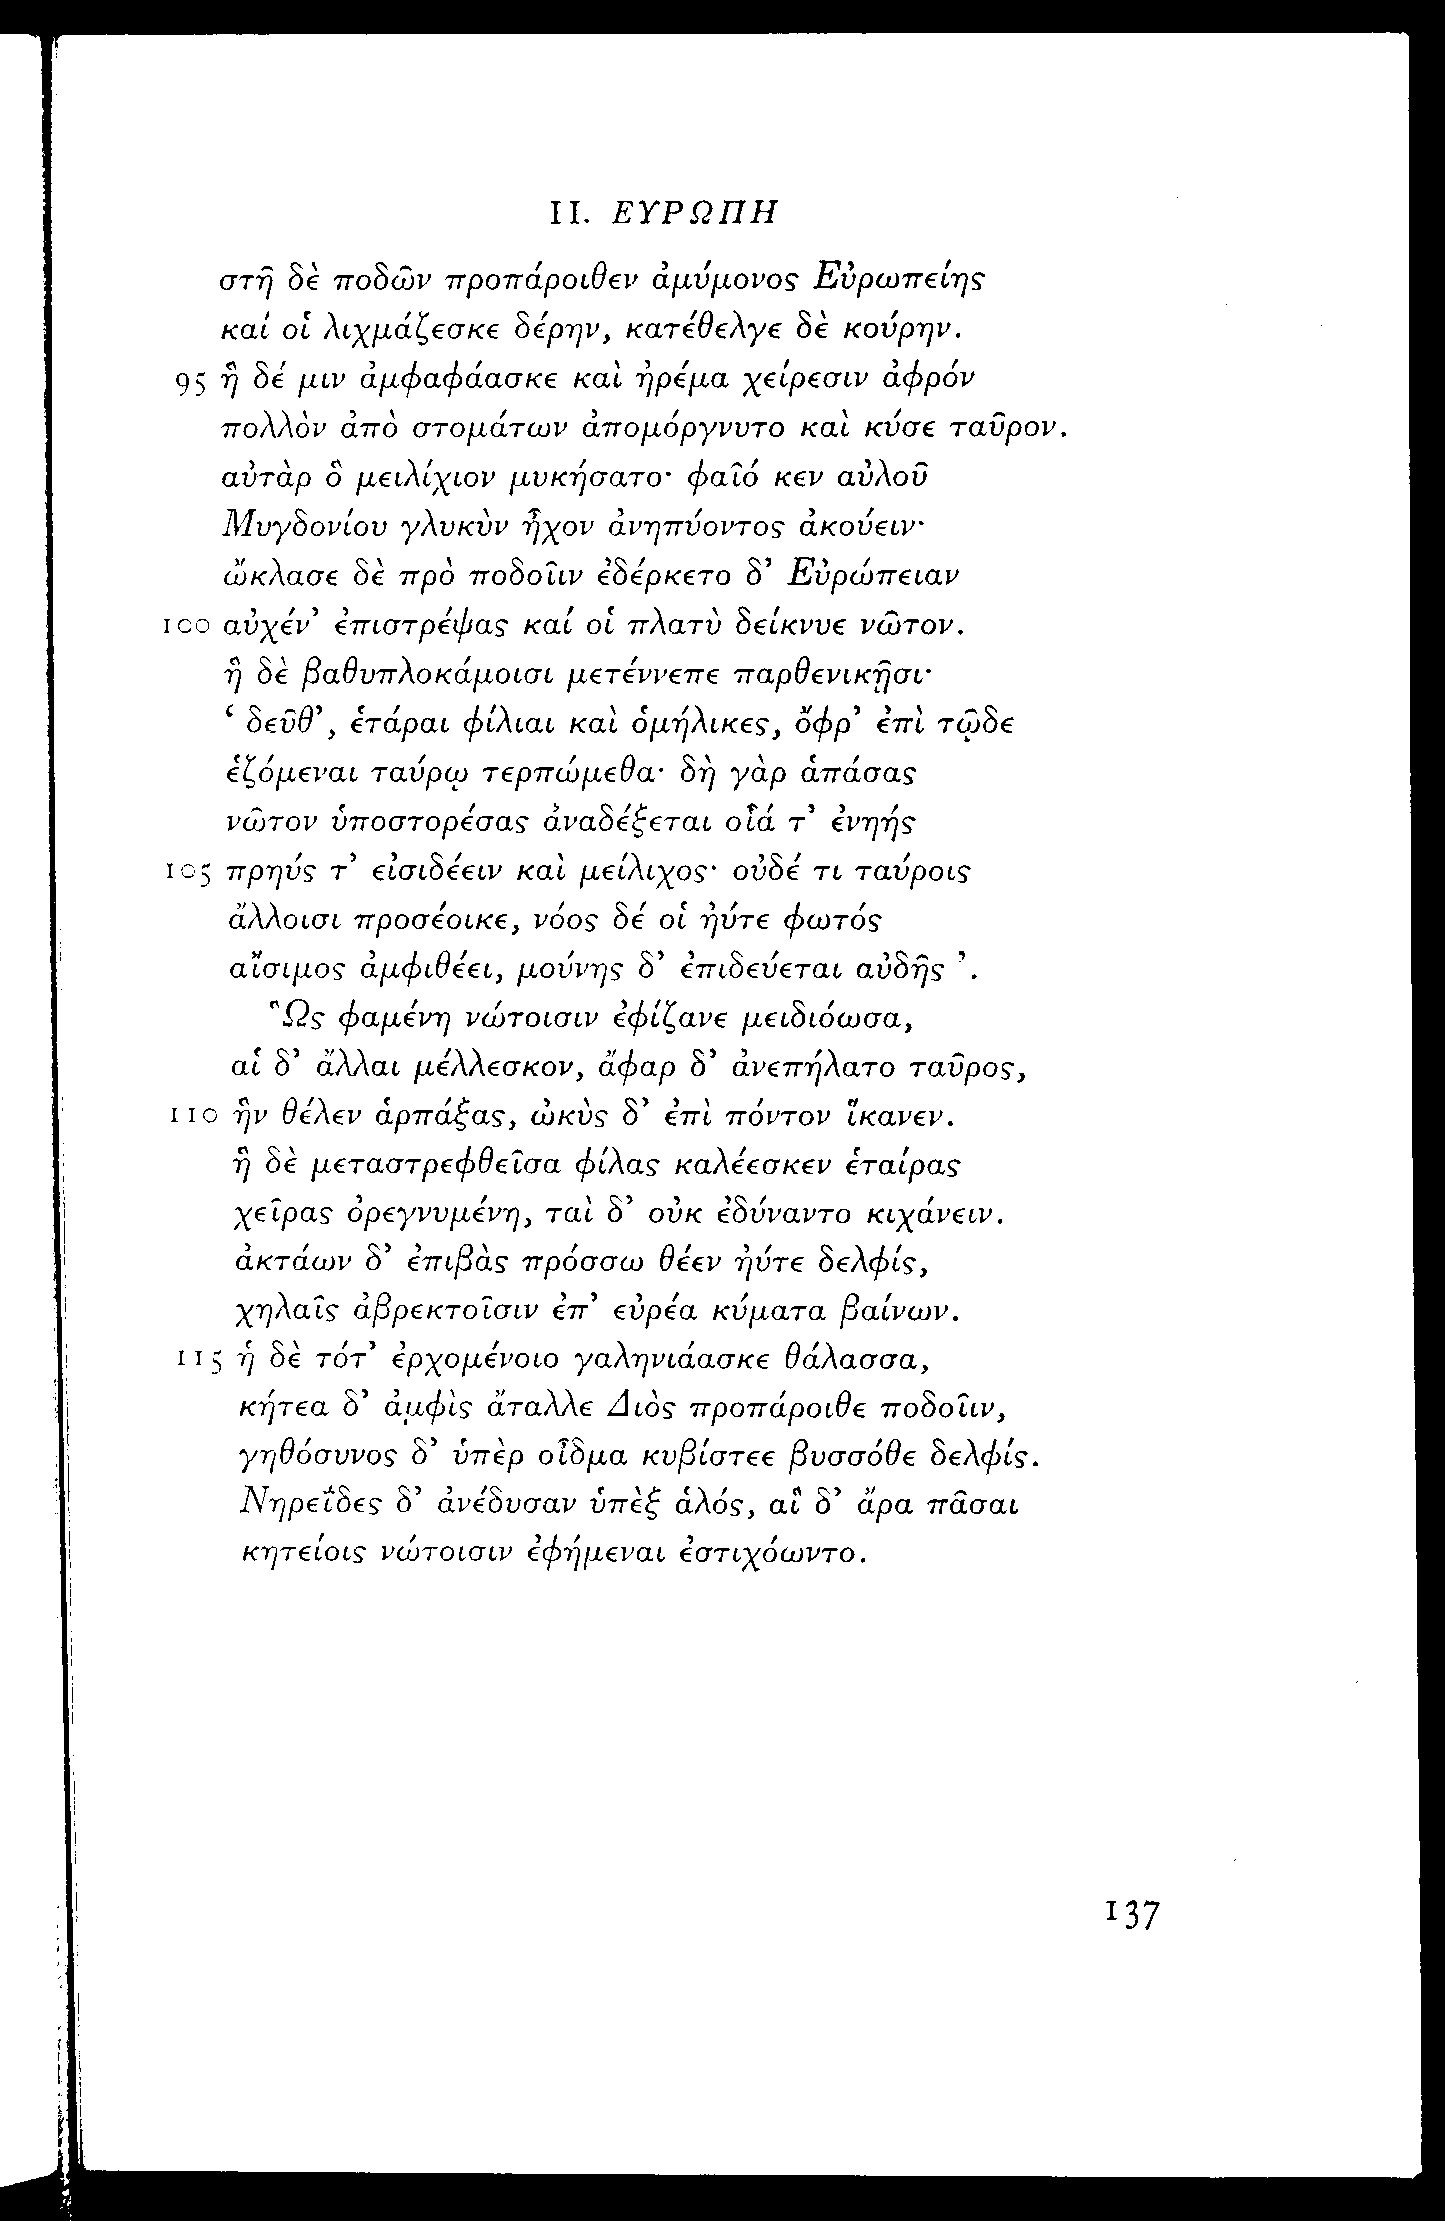 II. ΕΥΡΩΠΗ
στῆ δὲ ποδῶν προπάροιθεν ἀμύμονος Εὐρωπείης
καί οἱ λιχμάζεσκε δέρην, κατέθελγε δὲ κούρην.
95 ἣ δέ μιν ἀμφαφάασκε καὶ ἠρέμα χείρεσιν ἀφρόν
πολλὸν ἀπὸ στομάτων ἀπομόργνυτο καὶ κύσε ταῦρον.
αὐτὰρ ὃ μειλίχιον μυκήσατο· φαῖό κεν αὐλοῦ
Μυγδονίου γλυκὺν ἦχον ἀνηπύοντος ἀκούειν·
ὤκλασε δὲ πρὸ ποδοῖιν ἐδέρκετο δ᾽ Εὐρώπειαν
100 αὐχέν᾽ ἐπιστρέψας καί οἱ πλατὺ δείκνυε νῶτον.
ἣ δὲ βαθυπλοκάμοισι μετέννεπε παρθενικῇσι·
‘ δεῦθ᾽, ἑτάραι φίλιαι καὶ ὁμήλικες, ὄφρ᾽ ἐπὶ τῷδε
ἑζόμεναι ταύρῳ τερπώμεθα· δὴ γὰρ ἁπάσας
νῶτον ὑποστορέσας ἀναδέξεται οἷά τ᾽ ἐνηής
105 πρηύς τ᾽ εἰσιδέειν καὶ μείλιχος· οὐδέ τι ταύροις
ἄλλοισι προσέοικε, νόος δέ οἱ ἠύτε φωτός
αἴσιμος ἀμφιθέει, μούνης δ᾽ ἐπιδεύεται αὐδῆς ’.
Ὣς φαμένη νώτοισιν ἐφίζανε μειδιόωσα,
αἱ δ᾽ ἄλλαι μέλλεσκον, ἄφαρ δ᾽ ἀνεπήλατο ταῦρος,
110 ἣν θέλεν ἁρπάξας, ὠκὺς δ᾽ ἐπὶ πόντον ἵκανεν.
ἣ δὲ μεταστρεφθεῖσα φίλας καλέεσκεν ἑταίρας
χεῖρας ὀρεγνυμένη, ταὶ δ᾽ οὐκ ἐδύναντο κιχάνειν.
ἀκτάων δ᾽ ἐπιβὰς πρόσσω θέεν ἠύτε δελφίς,
χηλαῖς ἀβρεκτοῖσιν ἐπ᾽ εὐρέα κύματα βαίνων.
115 ἡ δὲ τότ᾽ ἐρχομένοιο γαληνιάασκε θάλασσα,
κήτεα δ᾽ ἀμφὶς ἄταλλε Διὸς προπάροιθε ποδοῖιν,
γηθόσυνος δ᾽ ὑπὲρ οἶδμα κυβίστεε βυσσόθε δελφίς.
Νηρεΐδες δ᾽ ἀνέδυσαν ὑπὲξ ἁλός, αἳ δ᾽ ἄρα πᾶσαι
κητείοις νώτοισιν ἐφήμεναι ἐστιχόωντο.
137